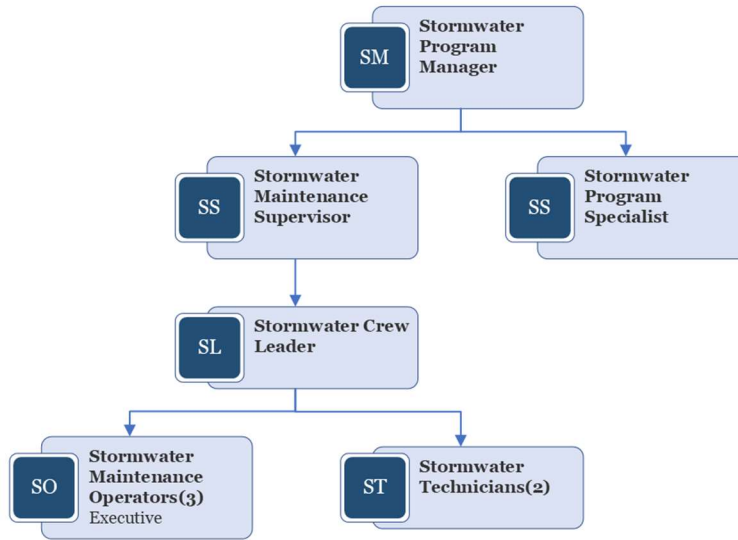 SM
Stormwater
Program
Manager
SS
Stormwater
Maintenance
Supervisor
SS
Stormwater
Program
Specialist
SL
Stormwater Crew
Leader
SO
Stormwater
Maintenance
Operators(3)
Executive
ST
Stormwater
Technicians(2)